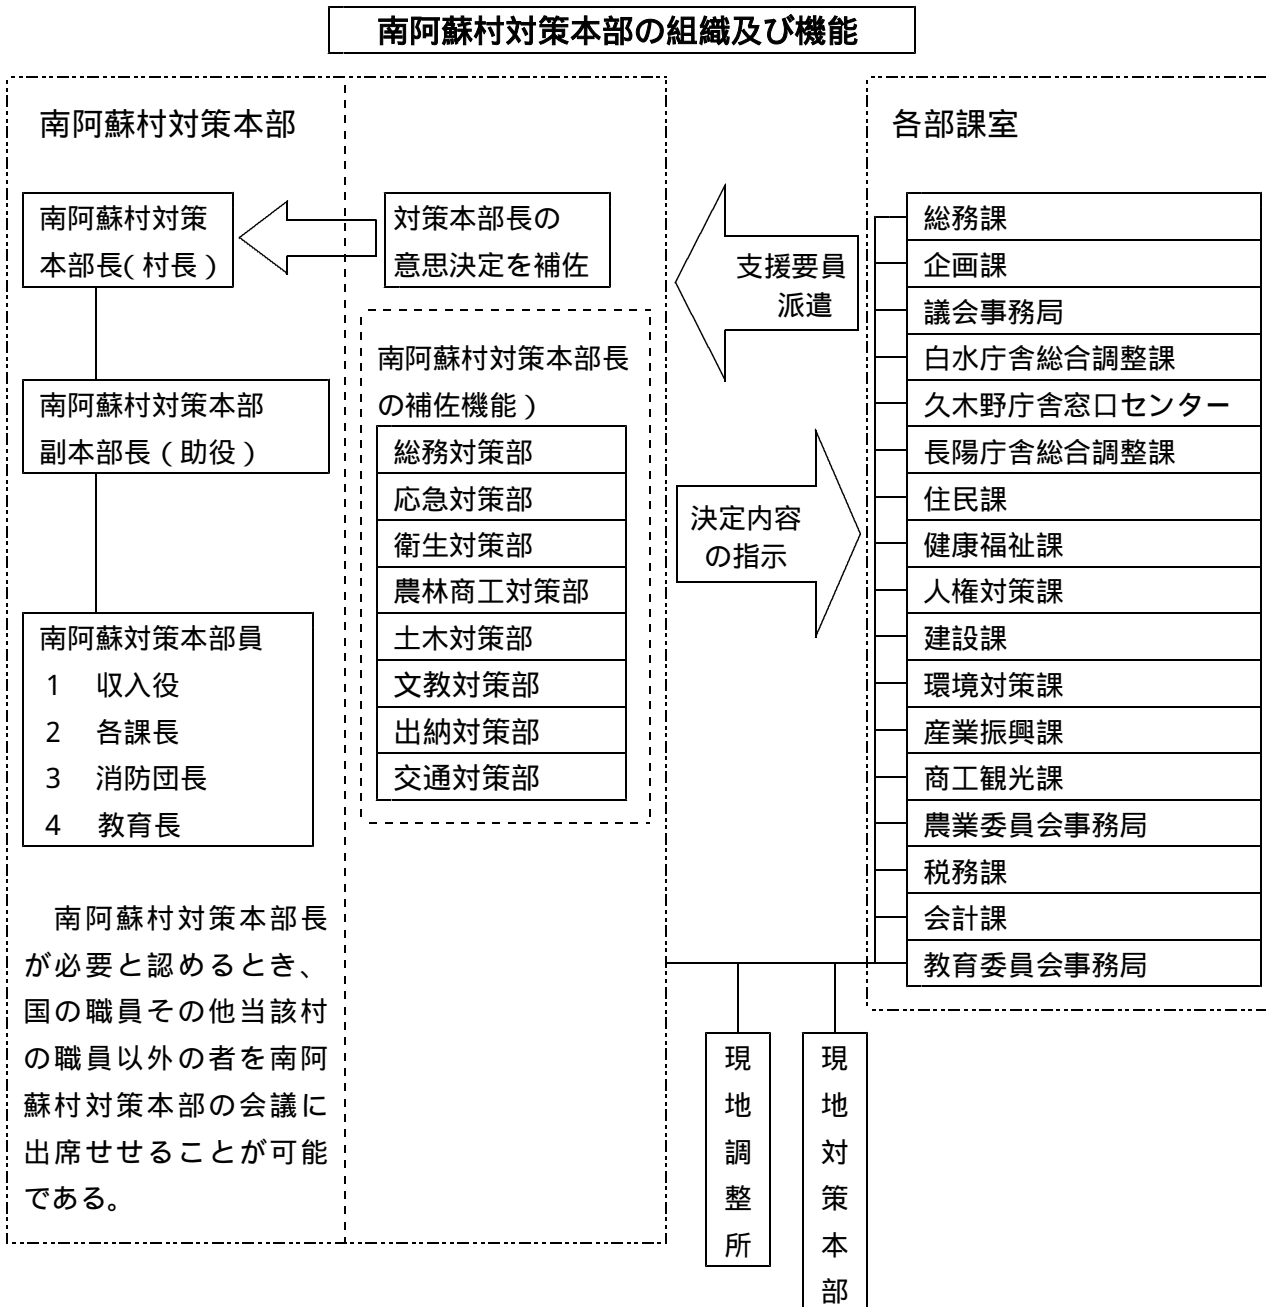 南阿蘇村対策本部の組織及び機能
南阿蘇村対策本部
南阿蘇村対策
本部長(村長)
南阿蘇村対策本部
副本部長(助役)
南阿蘇対策本部員
1 収入役
2 各課長
3 消防団長
4 教育長
南阿蘇村対策本部長
が必要と認めるとき、
国の職員その他当該村
の職員以外の者を南阿
蘇村対策本部の会議に
出席せせることが可能
である。
対策本部長の
意思決定を補佐
南阿蘇村対策本部長
の補佐機能)
総務対策部
応急対策部
衛生対策部
農林商工対策部
土木対策部
文教対策部
出納対策部
交通対策部
支援要員
派遣
決定内容
の指示
各部課室
総務課
企画課
議会事務局
白水庁舎総合調整課
久木野庁舎窓口センター
長陽庁舎総合調整課
住民課
健康福祉課
人権対策課
建設課
環境対策課
産業振興課
商工観光課
農業委員会事務局
税務課
会計課
教育委員会事務局
現地調整所
現地対策本部